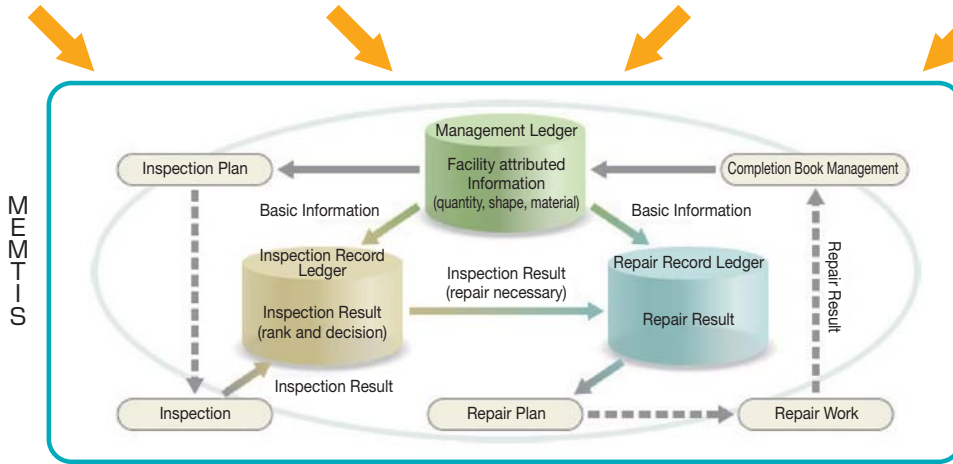 MEMTIS
Management Ledger
Facility attributed
Information
(quantity, shape, material)
Inspection Plan
Completion Book Management
Basic Information
Basic Information
Inspection Record
Ledger
Inspection Result
(rank and decision)
Inspection Result
(repair necessary)
Repair Record Ledger
Repair Result
Repair Result
Inspection Result
Inspection
Repair Plan
Repair Work